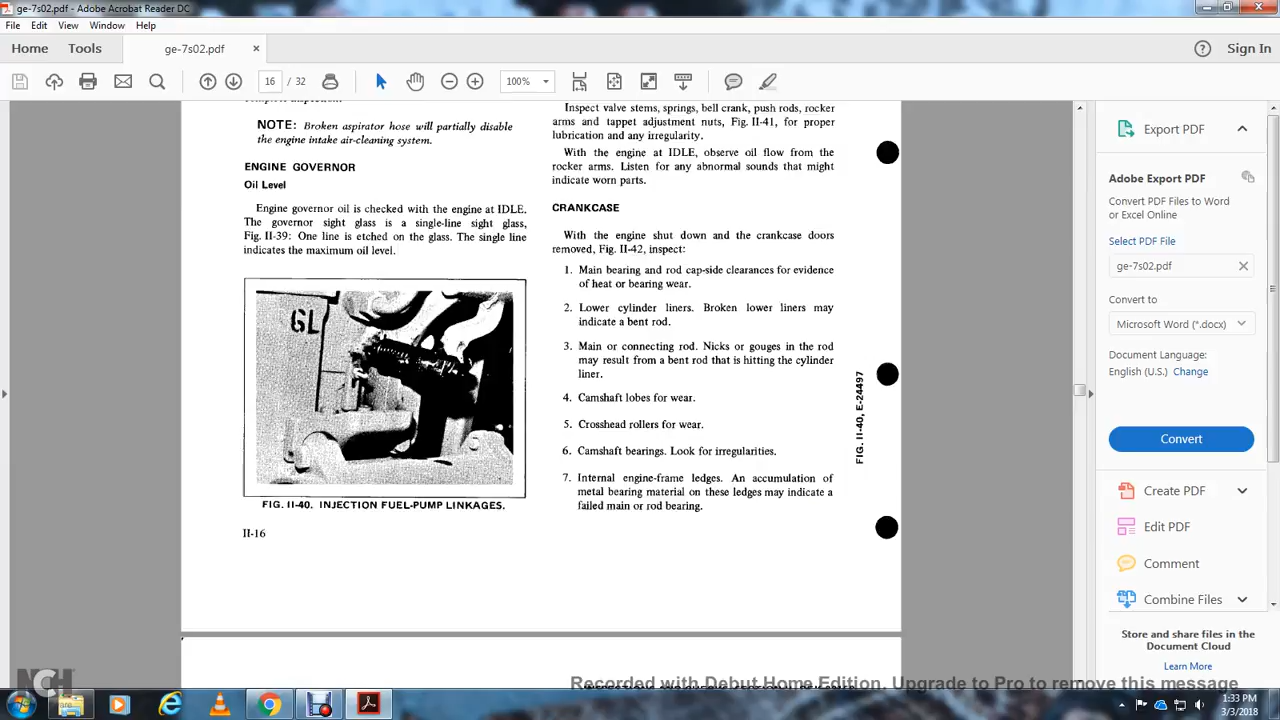 ge-7s02.pdf - Adobe Acrobat Reader DC
File Edit View Window Help
Home Tools ge-7s02.pdf ×
? Sign In
16 / 32 100%
NOTE: Broken aspirator hose will partially disable
the engine intake air-cleaning system.
ENGINE GOVERNOR
Oil Level
Engine governor oil is checked with the engine at IDLE.
The governor sight glass is a single-line sight glass,
Fig. II-39: One line is etched on the glass. The single line
indicates the maximum oil level.
GL
FIG. II-40. INJECTION FUEL-PUMP LINKAGES.
II-16
Inspect valve stems, springs, bell crank, push rods, rocker
arms and tappet adjustment nuts, Fig. II-41, for proper
lubrication and any irregularity.
With the engine at IDLE, observe oil flow from the
rocker arms. Listen for any abnormal sounds that might
indicate worn parts.
CRANKCASE
With the engine shut down and the crankcase doors
removed, Fig. II-42, inspect:
1. Main bearing and rod cap-side clearances for evidence
of heat or bearing wear.
2. Lower cylinder liners. Broken lower liners may
indicate a bent rod.
3. Main or connecting rod. Nicks or gouges in the rod
may result from a bent rod that is hitting the cylinder
liner.
4. Camshaft lobes for wear.
5. Crosshead rollers for wear.
6. Camshaft bearings. Look for irregularities.
7. Internal engine-frame ledges. An accumulation of
metal bearing material on these ledges may indicate a
failed main or rod bearing.
FIG. II-40, E-24497
Export PDF
Adobe Export PDF
Convert PDF Files to Word
or Excel Online
Select PDF File
ge-7s02.pdf
Convert to
Microsoft Word (*.docx)
Document Language:
English (U.S.) Change
Convert
Create PDF
Edit PDF
Comment
Combine Files
Store and share files in the
Document Cloud
Learn More
NCH
Recorded with Debut Home Edition. Upgrade to Pro to remove this message
1:33 PM
3/3/2018